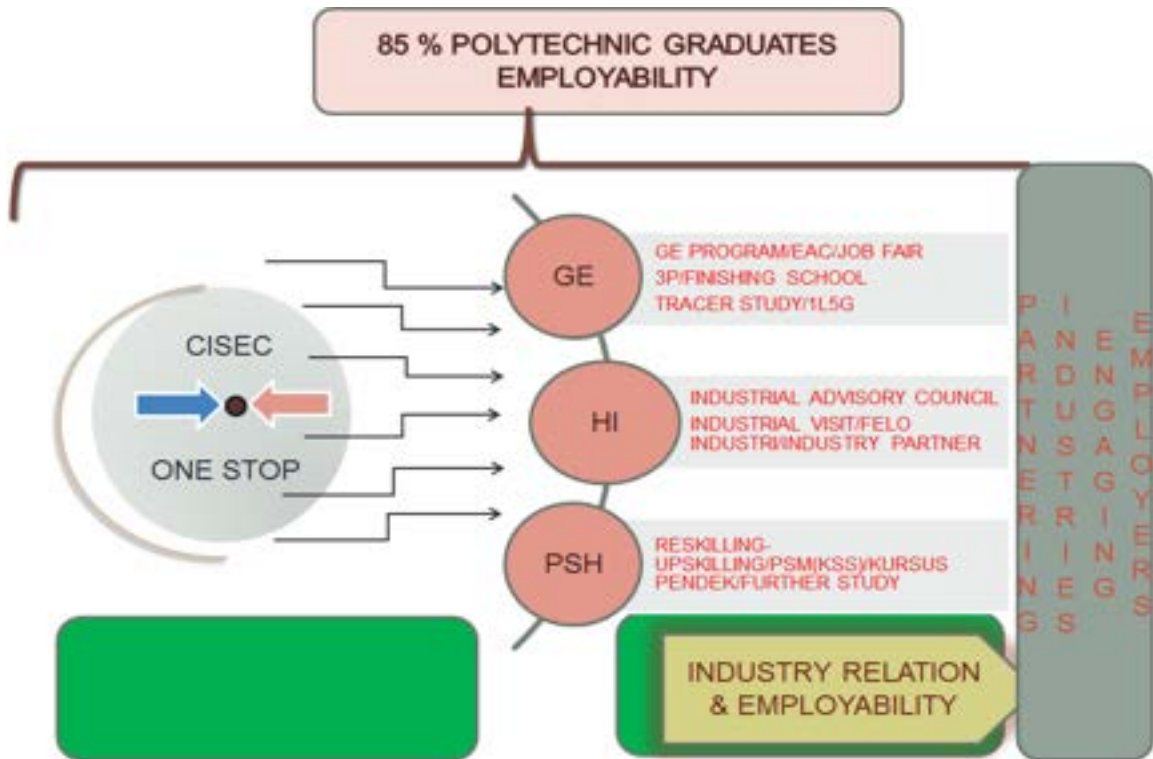 85 % POLYTECHNIC GRADUATES
EMPLOYABILITY
CISEC
ONE STOP
GE
GE PROGRAM/EAC/JOB FAIR
3P/FINISHING SCHOOL
TRACER STUDY/1L5G
HI
INDUSTRIAL ADVISORY COUNCIL
INDUSTRIAL VISIT/FELO
INDUSTRI/INDUSTRY PARTNER
PSH
RESKILLING-
UPSKILLING/PSM(KSS)/KURSUS
PENDEK/FURTHER STUDY
INDUSTRY RELATION
& EMPLOYABILITY
PARTNERING
INDUSTRIES
ENGAGING
EMPLOYERS